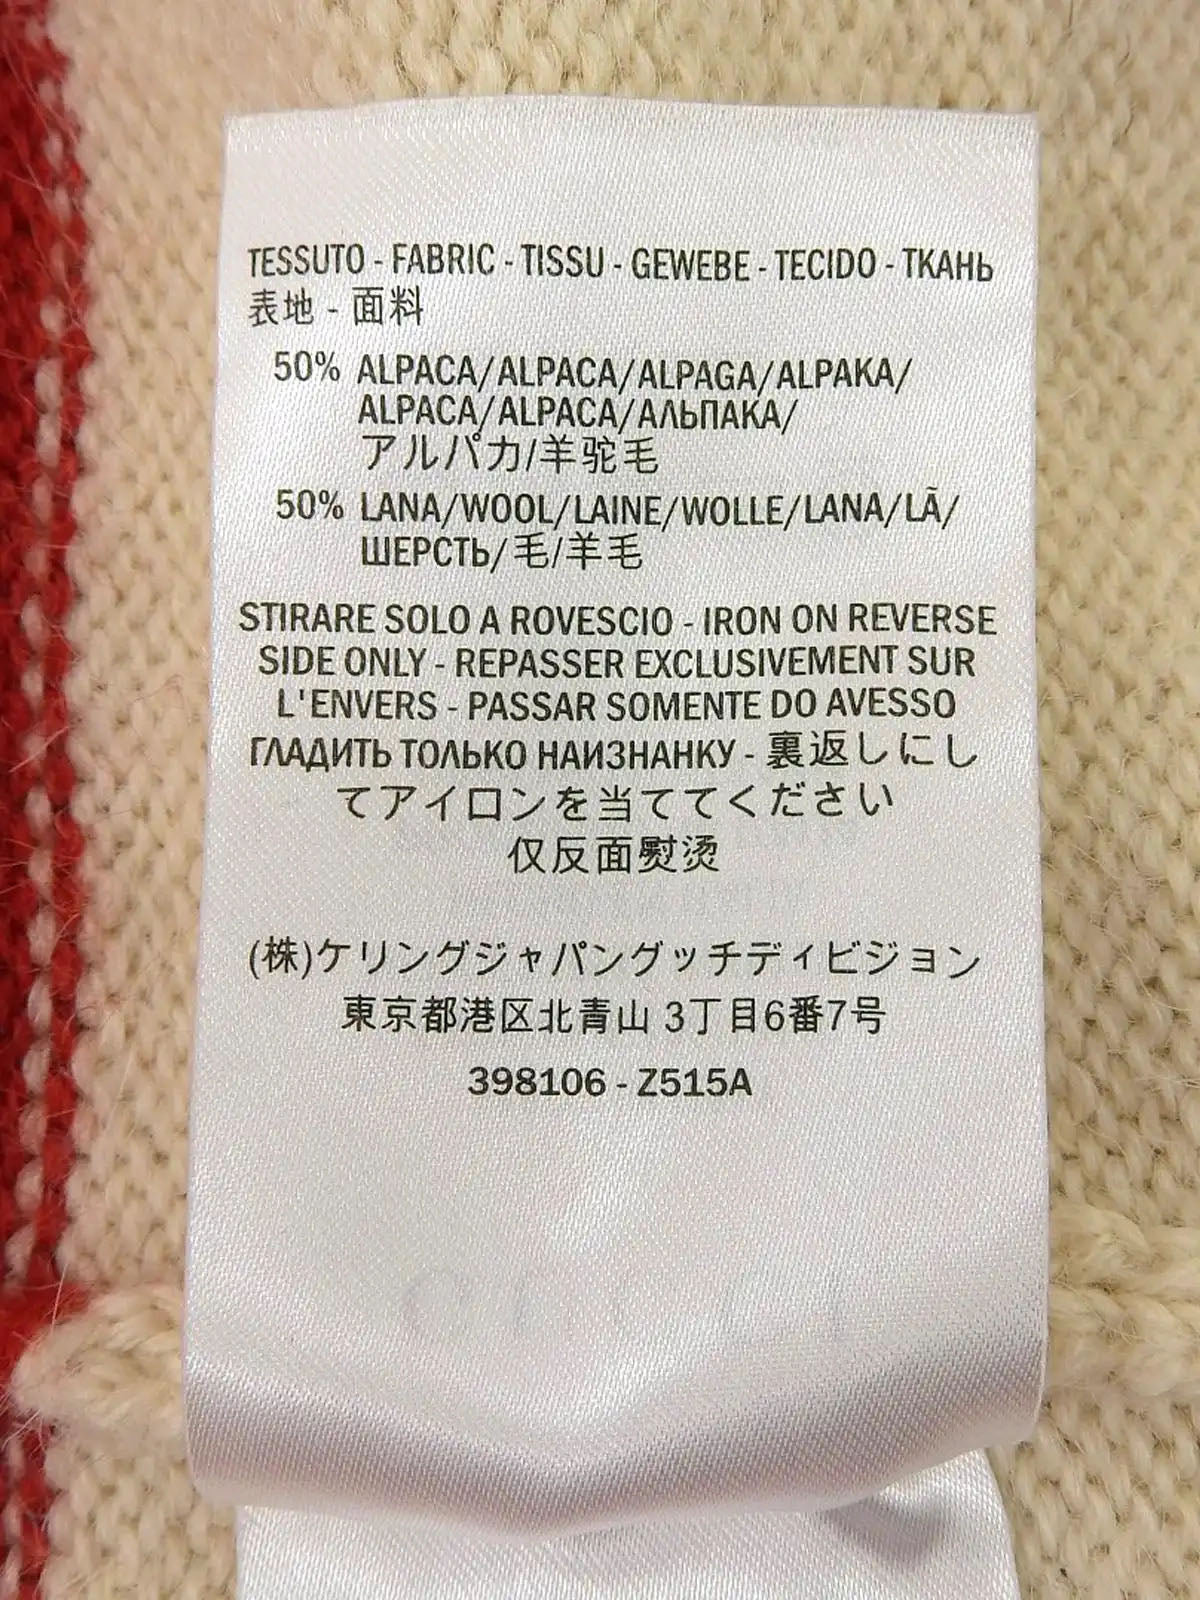 TESSUTO - FABRIC - TISSU - GEWEBE - TECIDO - ТКАНЬ
表地 - 面料
50% ALPACA/ALPACA/ALPAGA/ALPAKA/
ALPACA/ALPACA/АЛЬПАКА/
アルパカ/羊驼毛
50% LANA/WOOL/LAINE/WOLLE/LANA/LÃ/
ШЕРСТЬ/毛/羊毛
STIRARE SOLO A ROVESCIO - IRON ON REVERSE
SIDE ONLY - REPASSER EXCLUSIVEMENT SUR
L'ENVERS - PASSAR SOMENTE DO AVESSO
ГЛАДИТЬ ТОЛЬКО НАИЗНАНКУ - 裏返しにし
てアイロンを当ててください
仅反面熨烫
(株)ケリングジャパングッチディビジョン
東京都港区北青山 3丁目6番7号
398106 - Z515A